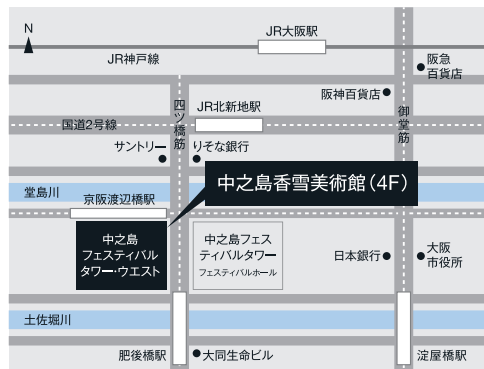 N
JR大阪駅
JR神戸線
阪急
百貨店
阪神百貨店
四ツ橋筋
JR北新地駅
御堂筋
国道2号線
サントリー
りそな銀行
中之島香雪美術館（4F）
堂島川
京阪渡辺橋駅
中之島
フェスティバル
タワー・ウエスト
中之島フェス
ティバルタワー
フェスティバルホール
日本銀行
大阪
市役所
土佐堀川
肥後橋駅
大同生命ビル
淀屋橋駅